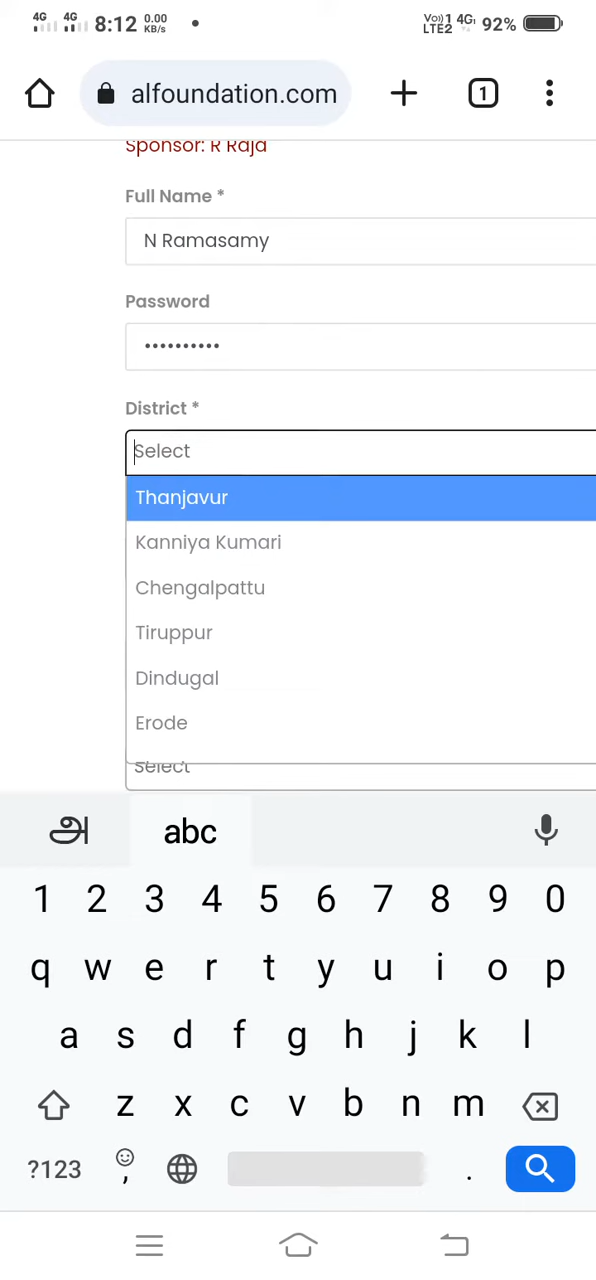 4G 4G 8:12 0.00 KB/s Vo)) 1 LTE2 4G 92%
alfoundation.com 1
Sponsor: R Raja
Full Name *
N Ramasamy
Password
••••••••••
District *
Select
Thanjavur
Kanniya Kumari
Chengalpattu
Tiruppur
Dindugal
Erode
Select
அ abc
1 2 3 4 5 6 7 8 9 0
q w e r t y u i o p
a s d f g h j k l
z x c v b n m
?123 , .